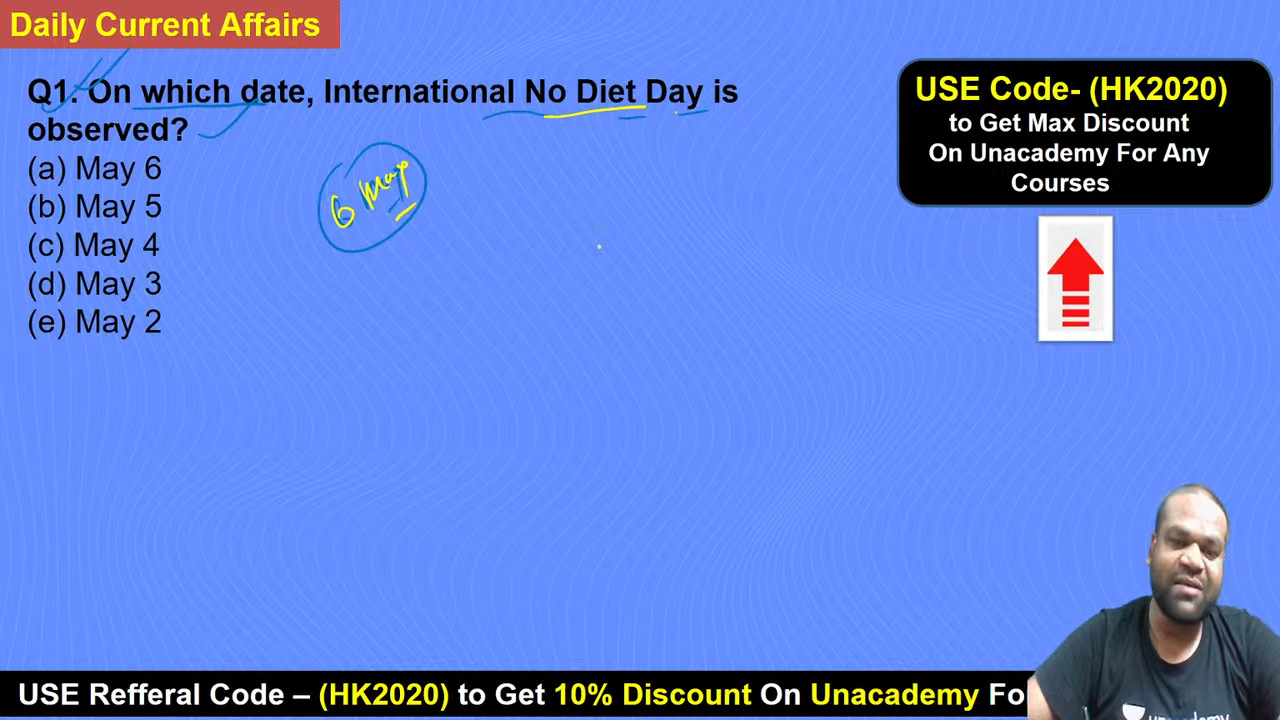 Daily Current Affairs
Q1. On which date, International No Diet Day is
observed?
(a) May 6
(b) May 5
(c) May 4
(d) May 3
(e) May 2
6 May
USE Code- (HK2020)
to Get Max Discount
On Unacademy For Any
Courses
USE Refferal Code – (HK2020) to Get 10% Discount On Unacademy Fo
unacademy